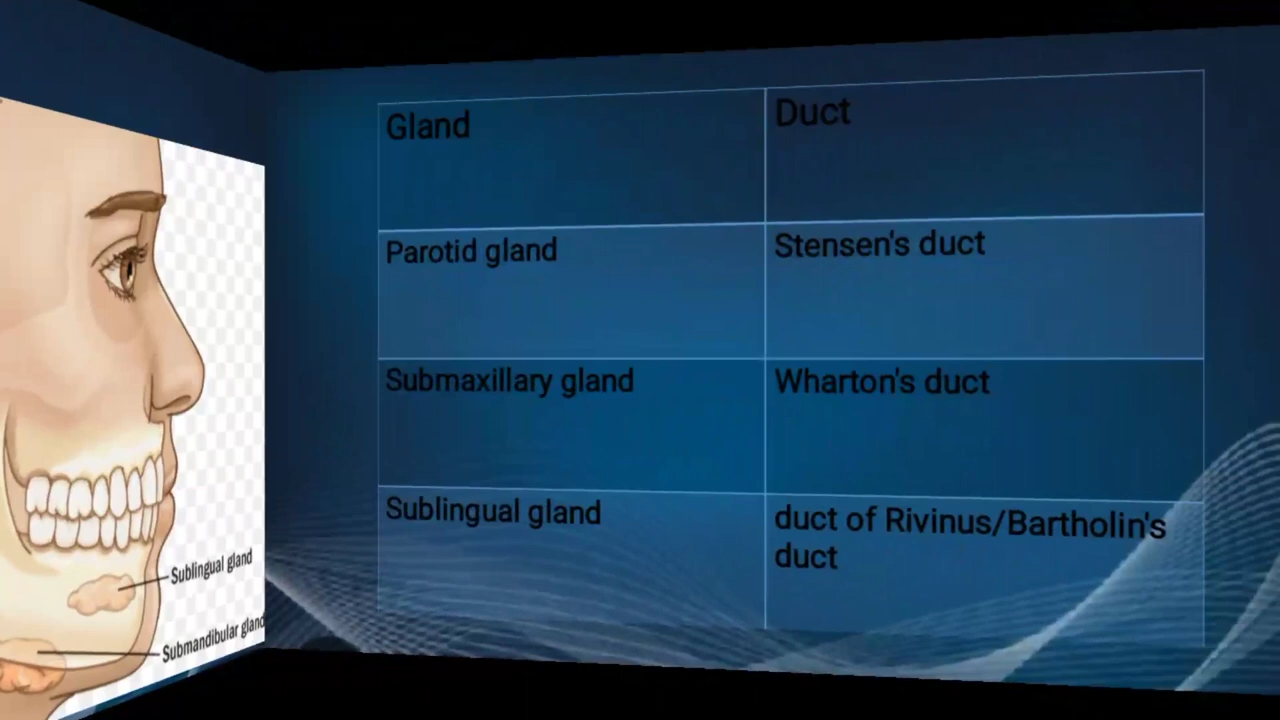 Gland
Duct
Parotid gland
Stensen's duct
Submaxillary gland
Wharton's duct
Sublingual gland
duct of Rivinus/Bartholin's
duct
Sublingual gland
Submandibular gland